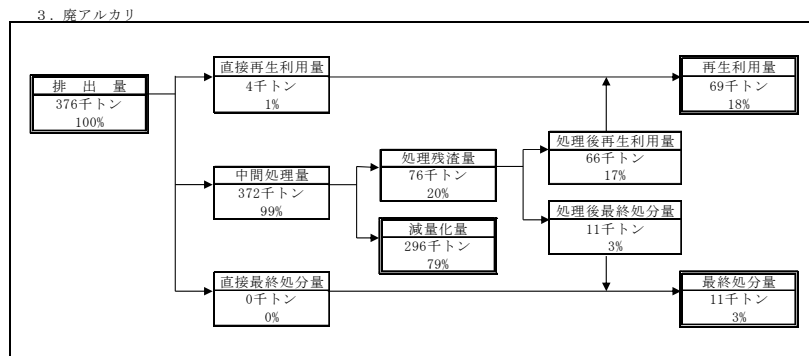 3．廃アルカリ
排　出　量
376千トン
100%
直接再生利用量
4千トン
1%
再生利用量
69千トン
18%
中間処理量
372千トン
99%
処理残渣量
76千トン
20%
処理後再生利用量
66千トン
17%
減量化量
296千トン
79%
処理後最終処分量
11千トン
3%
直接最終処分量
0千トン
0%
最終処分量
11千トン
3%